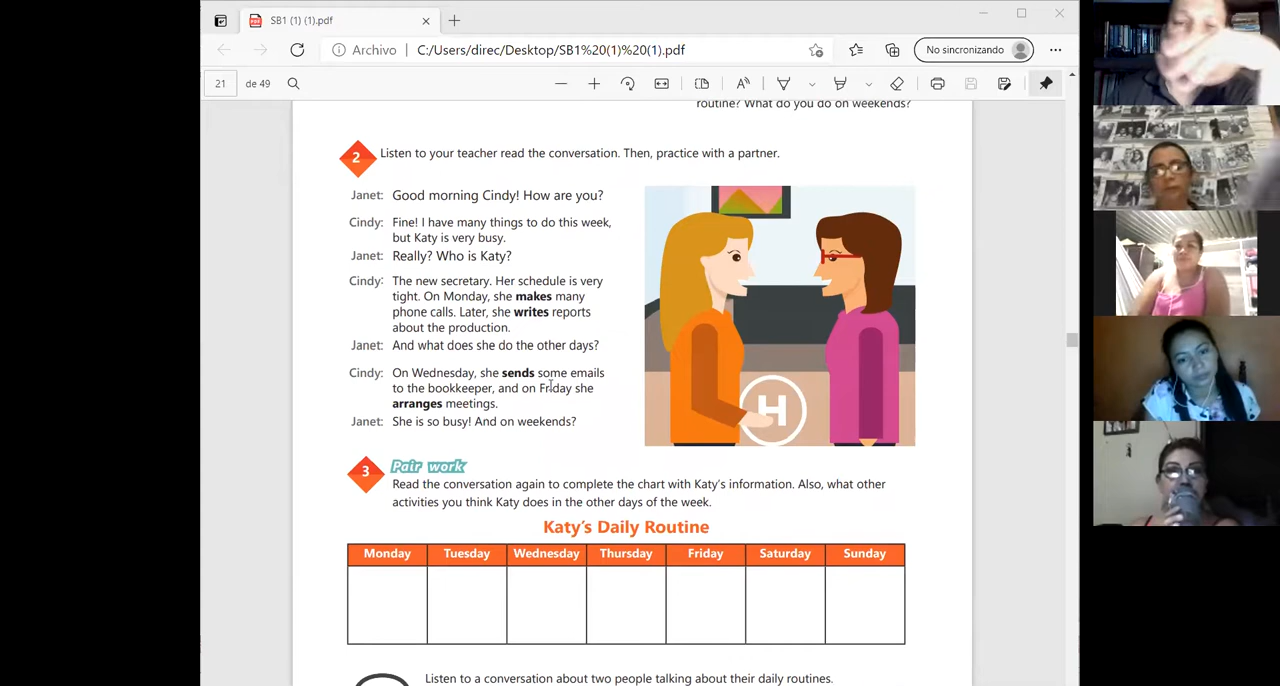 SB1 (1) (1).pdf
Archivo
C:/Users/direc/Desktop/SB1%20(1)%20(1).pdf
No sincronizando
21
de 49
routine? What do you do on weekends?
2
Listen to your teacher read the conversation. Then, practice with a partner.
Janet: Good morning Cindy! How are you?
Cindy: Fine! I have many things to do this week,
but Katy is very busy.
Janet: Really? Who is Katy?
Cindy: The new secretary. Her schedule is very
tight. On Monday, she makes many
phone calls. Later, she writes reports
about the production.
Janet: And what does she do the other days?
Cindy: On Wednesday, she sends some emails
to the bookkeeper, and on Friday she
arranges meetings.
Janet: She is so busy! And on weekends?
H
3
Pair work
Read the conversation again to complete the chart with Katy's information. Also, what other
activities you think Katy does in the other days of the week.
Katy's Daily Routine
Monday Tuesday Wednesday Thursday Friday Saturday Sunday
Listen to a conversation about two people talking about their daily routines.